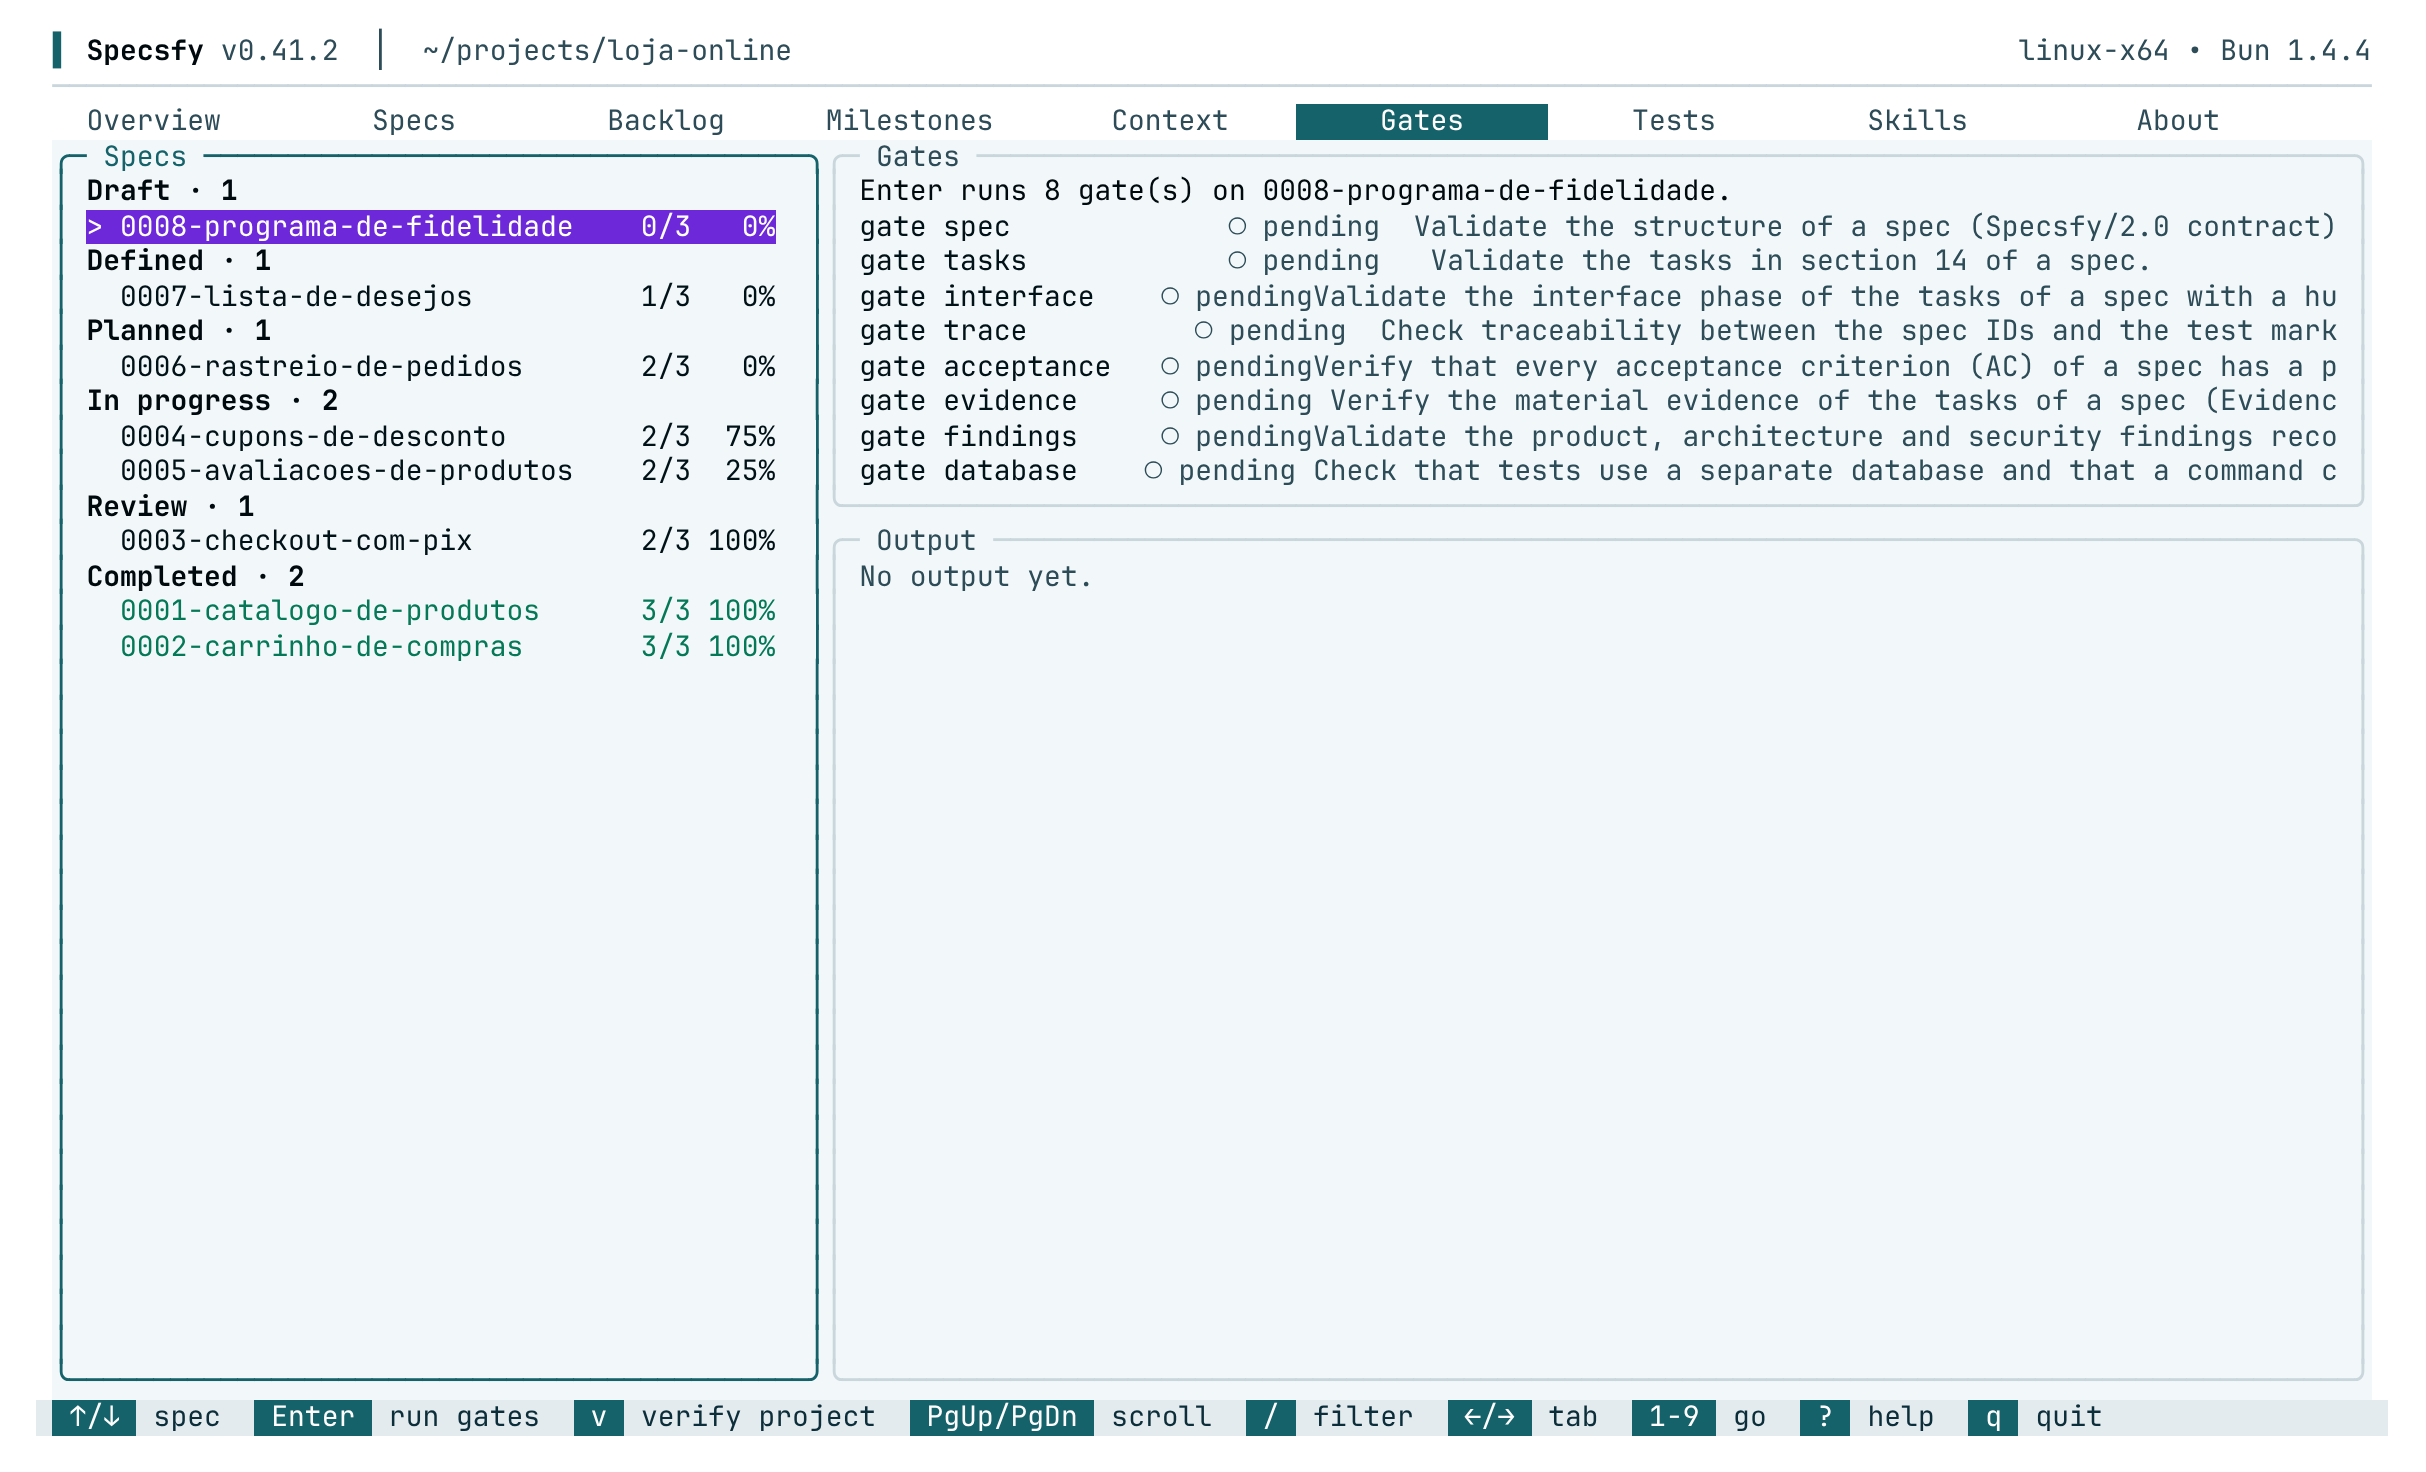 Specsfy v0.41.2 │ ~/projects/loja-online linux-x64 • Bun 1.4.4
Overview Specs Backlog Milestones Context Gates Tests Skills About
Specs
Draft · 1
> 0008-programa-de-fidelidade 0/3 0%
Defined · 1
0007-lista-de-desejos 1/3 0%
Planned · 1
0006-rastreio-de-pedidos 2/3 0%
In progress · 2
0004-cupons-de-desconto 2/3 75%
0005-avaliacoes-de-produtos 2/3 25%
Review · 1
0003-checkout-com-pix 2/3 100%
Completed · 2
0001-catalogo-de-produtos 3/3 100%
0002-carrinho-de-compras 3/3 100%
Gates
Enter runs 8 gate(s) on 0008-programa-de-fidelidade.
gate spec ○ pending Validate the structure of a spec (Specsfy/2.0 contract)
gate tasks ○ pending Validate the tasks in section 14 of a spec.
gate interface ○ pendingValidate the interface phase of the tasks of a spec with a hu
gate trace ○ pending Check traceability between the spec IDs and the test mark
gate acceptance ○ pendingVerify that every acceptance criterion (AC) of a spec has a p
gate evidence ○ pending Verify the material evidence of the tasks of a spec (Evidenc
gate findings ○ pendingValidate the product, architecture and security findings reco
gate database ○ pending Check that tests use a separate database and that a command c
Output
No output yet.
↑/↓ spec Enter run gates v verify project PgUp/PgDn scroll / filter ←/→ tab 1-9 go ? help q quit